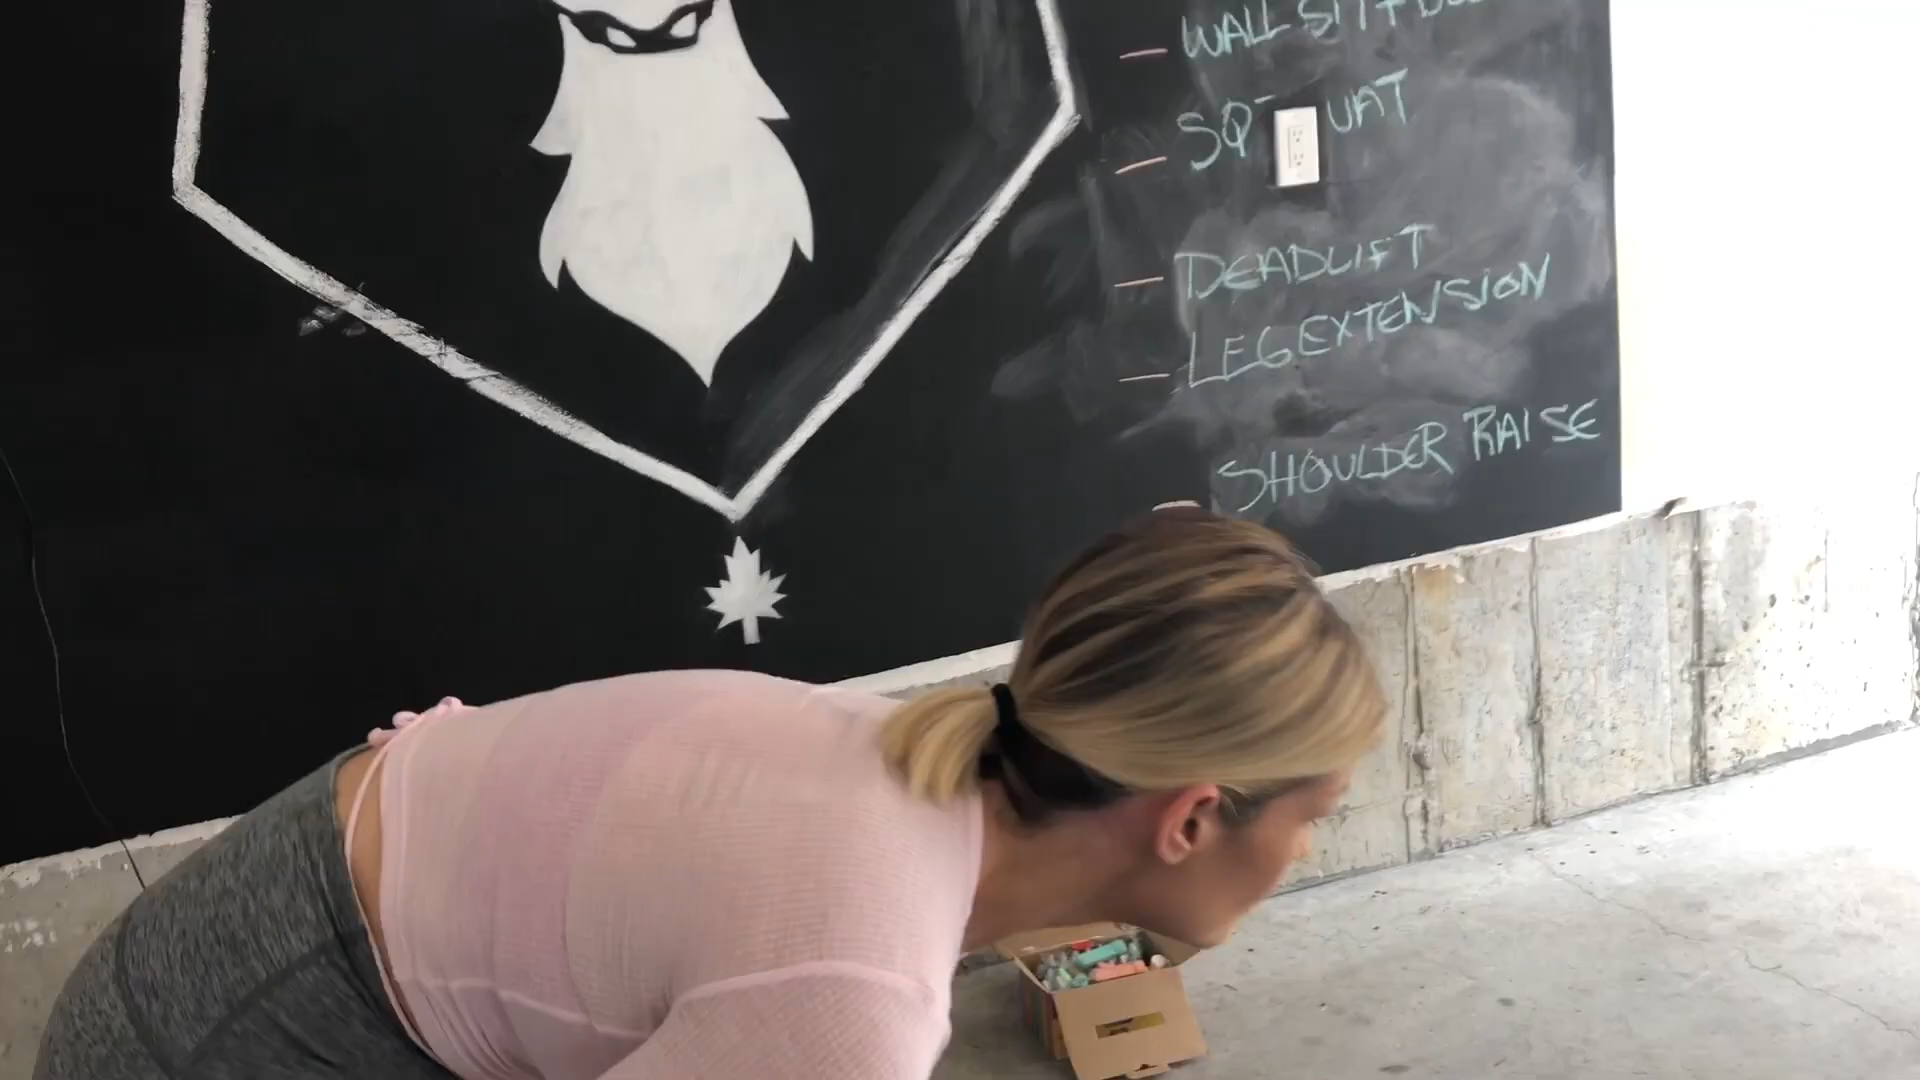 WALL SIT +
SQUAT
DEADLIFT
LEG EXTENSION
SHOULDER RAISE